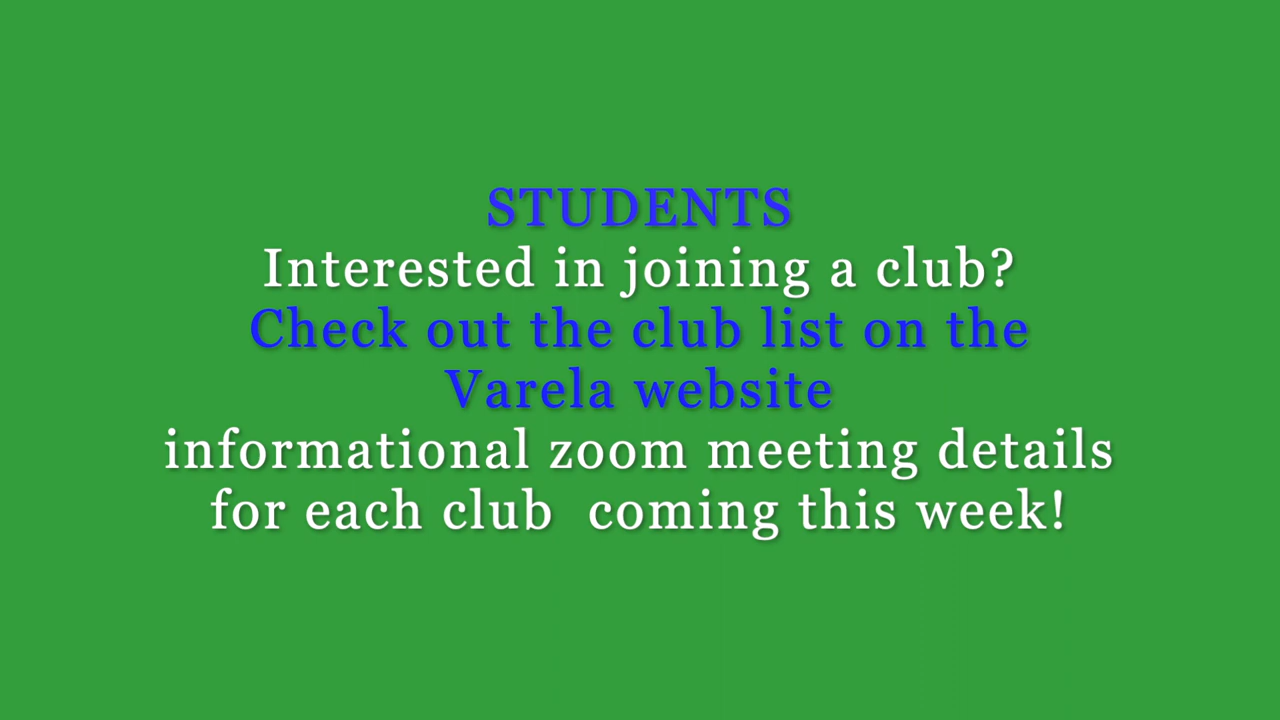 STUDENTS
Interested in joining a club?
Check out the club list on the
Varela website
informational zoom meeting details
for each club  coming this week!